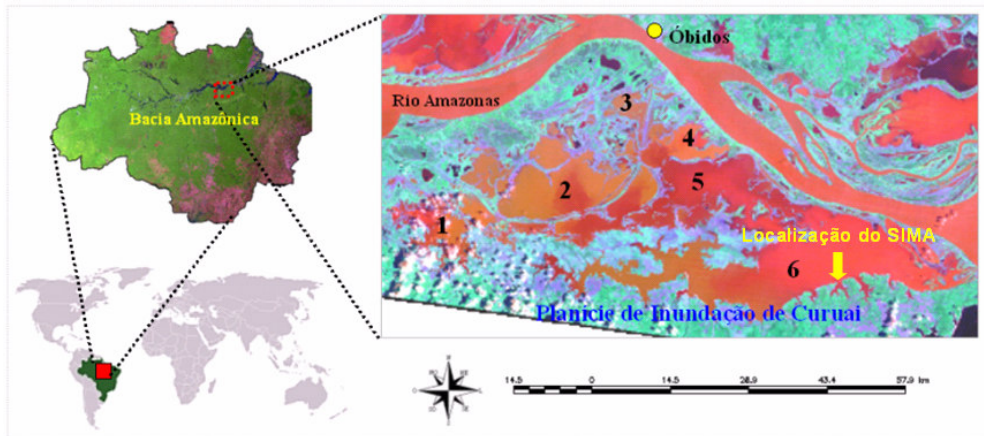 Óbidos
Rio Amazonas
Bacia Amazônica
3
4
5
2
1
Localização do SIMA
6
Planície de Inundação de Curuai
14.5 0 14.5 28.9 43.4 57.9 km